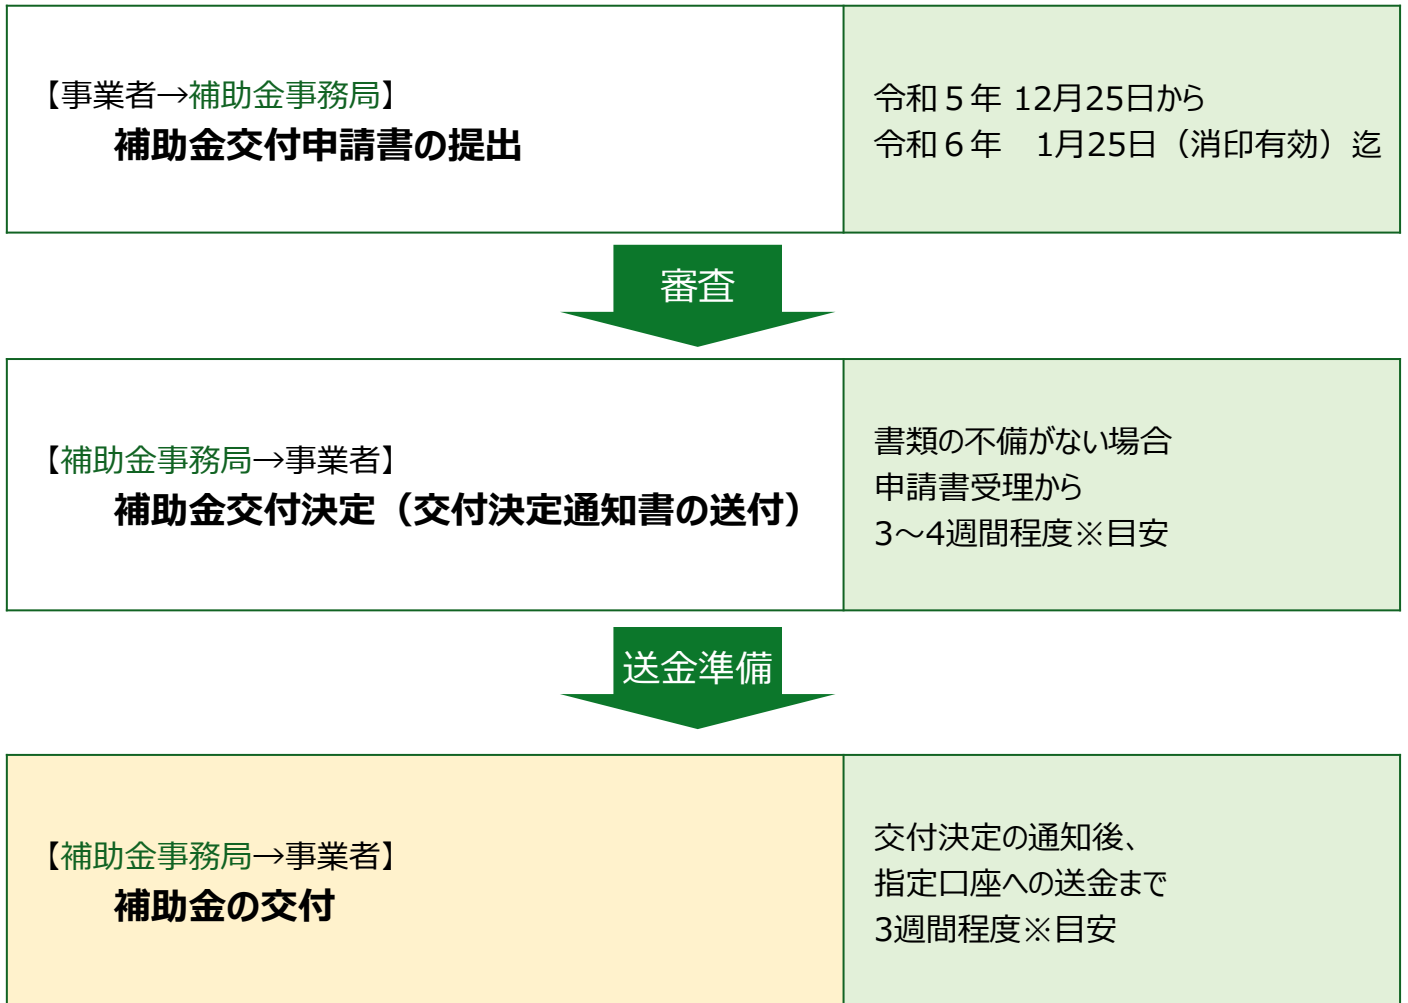 【事業者→補助金事務局】
補助金交付申請書の提出
令和５年 12月25日から
令和６年　1月25日（消印有効）迄
審査
【補助金事務局→事業者】
補助金交付決定（交付決定通知書の送付）
書類の不備がない場合
申請書受理から
3～4週間程度※目安
送金準備
【補助金事務局→事業者】
補助金の交付
交付決定の通知後、
指定口座への送金まで
3週間程度※目安